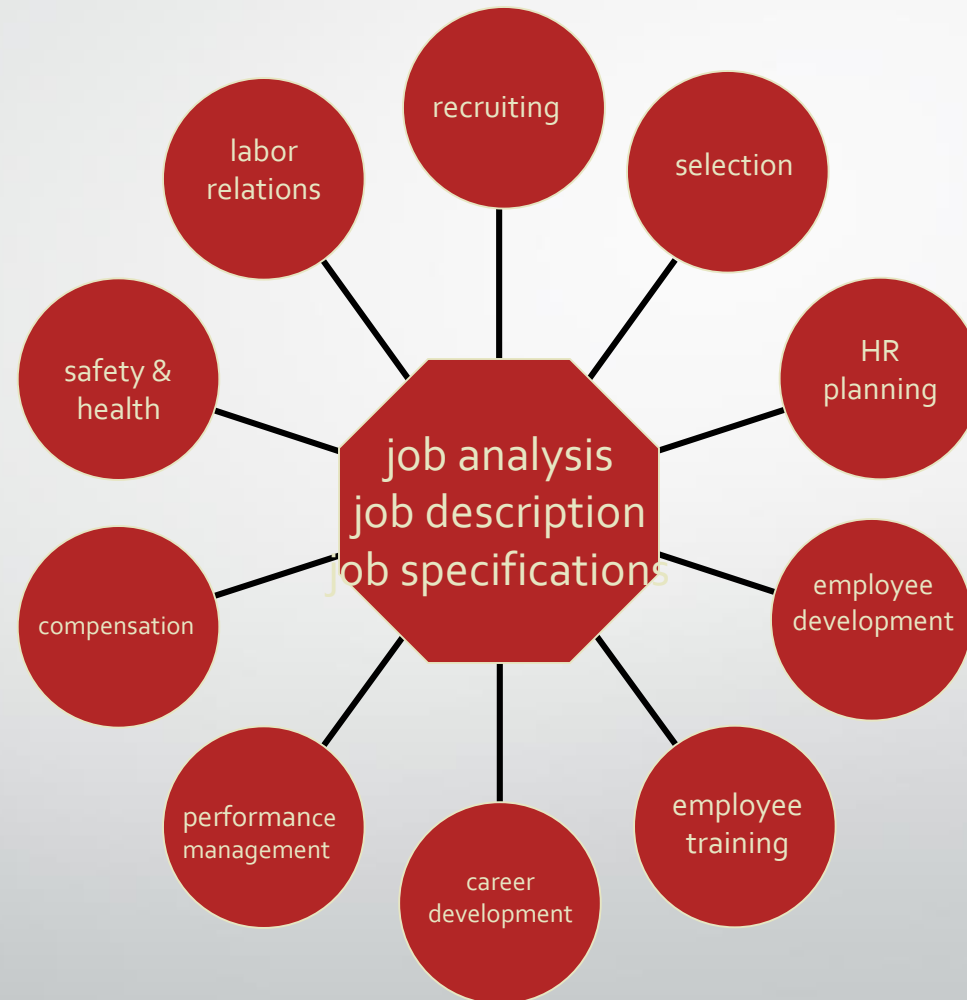 recruiting
labor
relations
selection
HR
planning
safety &
health
job analysis
job description
job specifications
employee
development
compensation
employee
training
performance
management
career
development